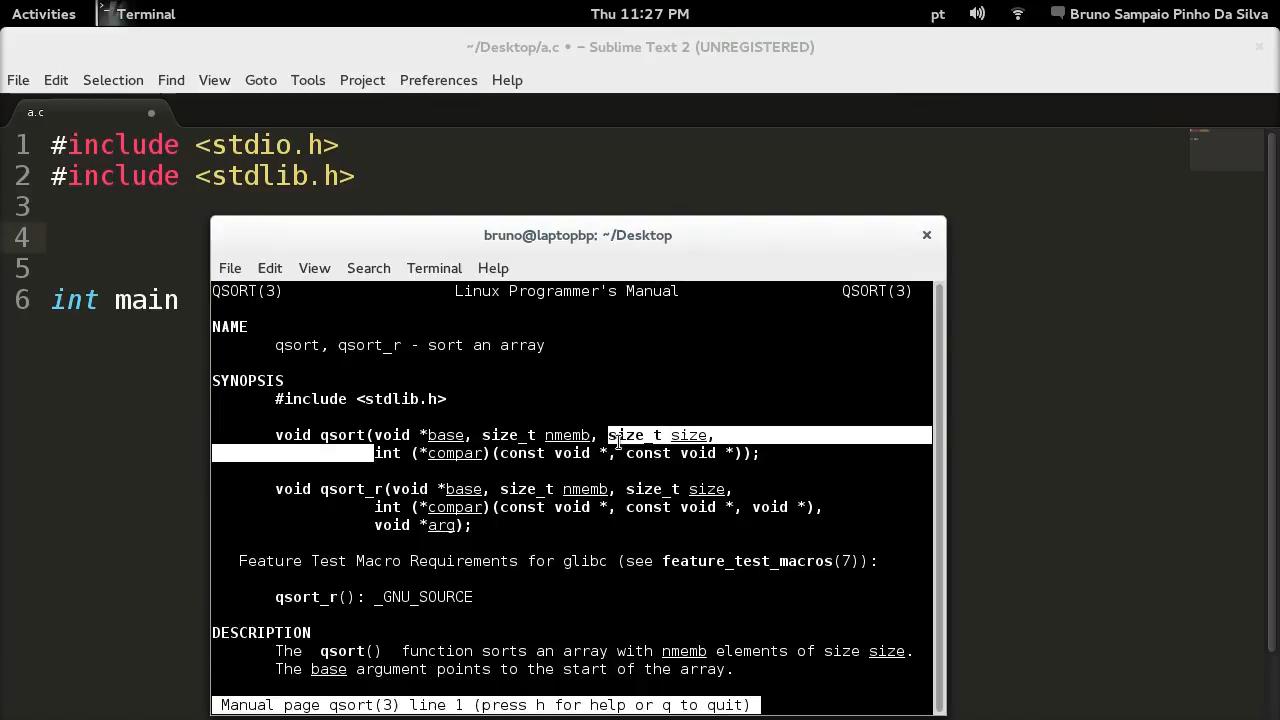 Activities Terminal Thu 11:27 PM pt Bruno Sampaio Pinho Da Silva
~/Desktop/a.c • – Sublime Text 2 (UNREGISTERED) ×
File Edit Selection Find View Goto Tools Project Preferences Help
a.c
1 #include <stdio.h>
2 #include <stdlib.h>
3
4
5
6 int main
bruno@laptopbp: ~/Desktop ×
File Edit View Search Terminal Help
QSORT(3) Linux Programmer's Manual QSORT(3)
NAME
qsort, qsort_r - sort an array
SYNOPSIS
#include <stdlib.h>
void qsort(void *base, size_t nmemb, size_t size,
int (*compar)(const void *, const void *));
void qsort_r(void *base, size_t nmemb, size_t size,
int (*compar)(const void *, const void *, void *),
void *arg);
Feature Test Macro Requirements for glibc (see feature_test_macros(7)):
qsort_r(): _GNU_SOURCE
DESCRIPTION
The qsort() function sorts an array with nmemb elements of size size.
The base argument points to the start of the array.
Manual page qsort(3) line 1 (press h for help or q to quit)